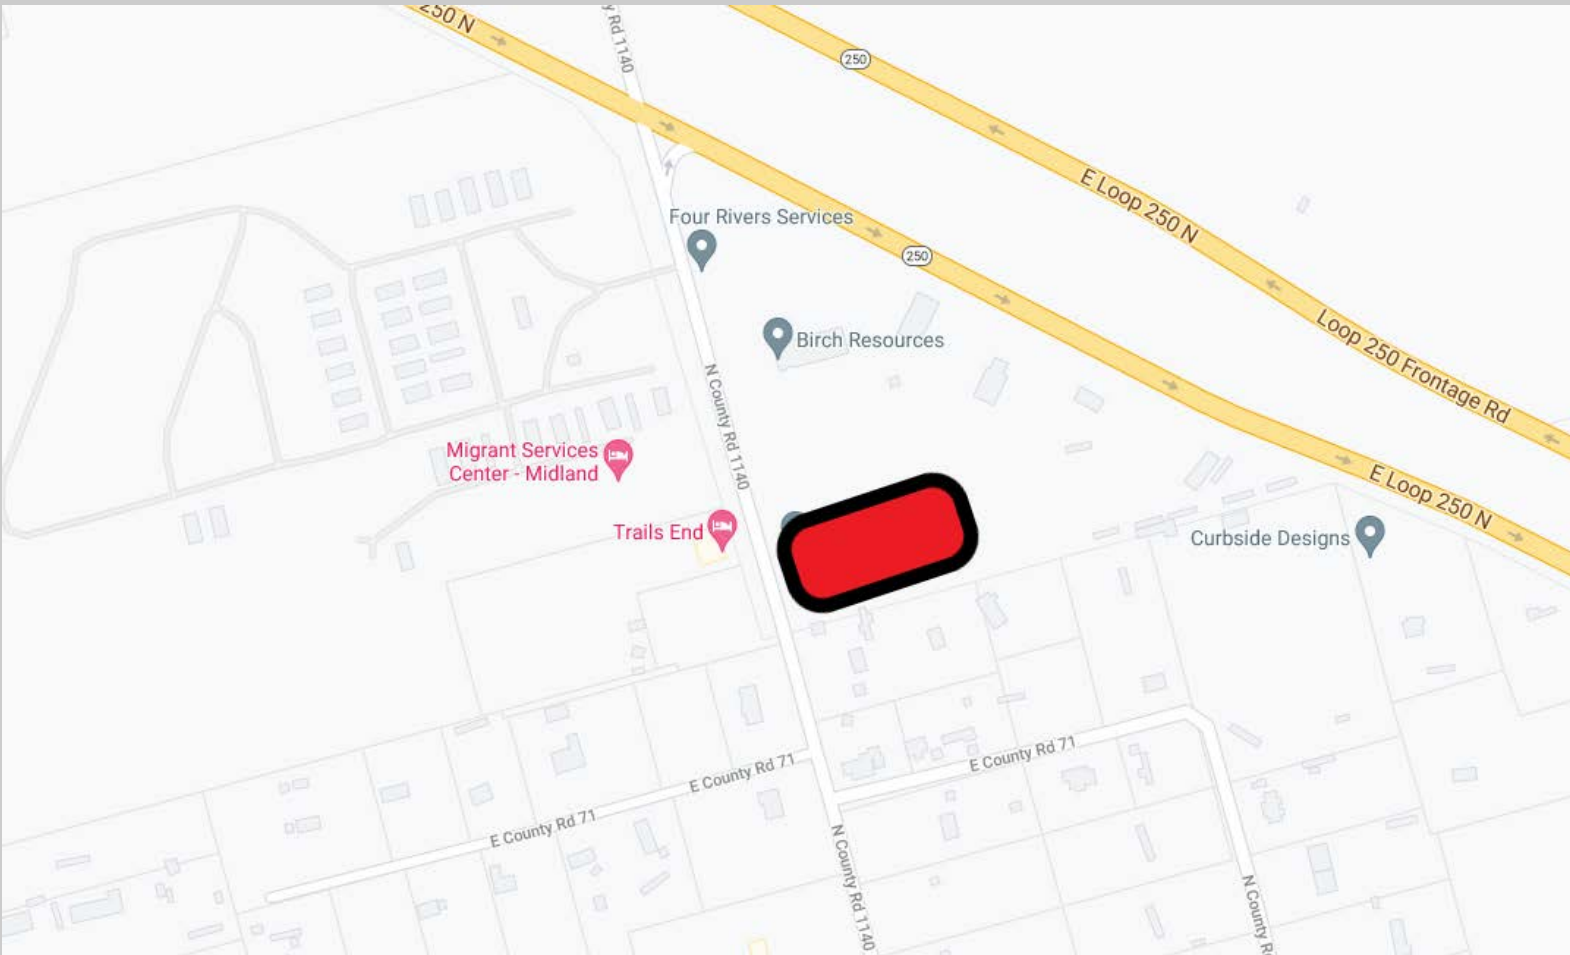 250 N
y Rd 1140
250
E Loop 250 N
Four Rivers Services
250
Loop 250 Frontage Rd
Birch Resources
N County Rd 1140
Migrant Services
Center - Midland
E Loop 250 N
Trails End
Curbside Designs
E County Rd 71
E County Rd 71
E County Rd 71
N County Rd 1140
N County R